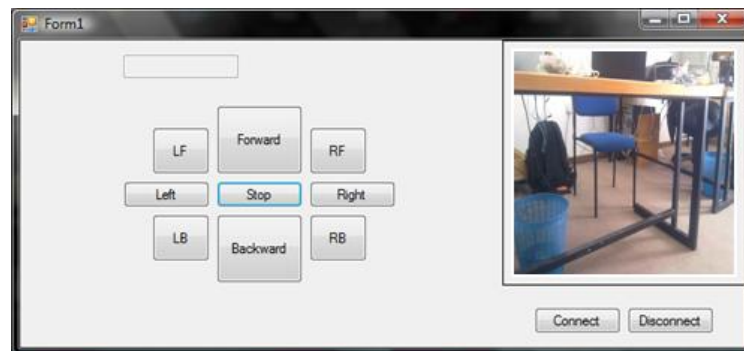 Form1
Forward
LF
RF
Left
Stop
Right
LB
Backward
RB
Connect
Disconnect